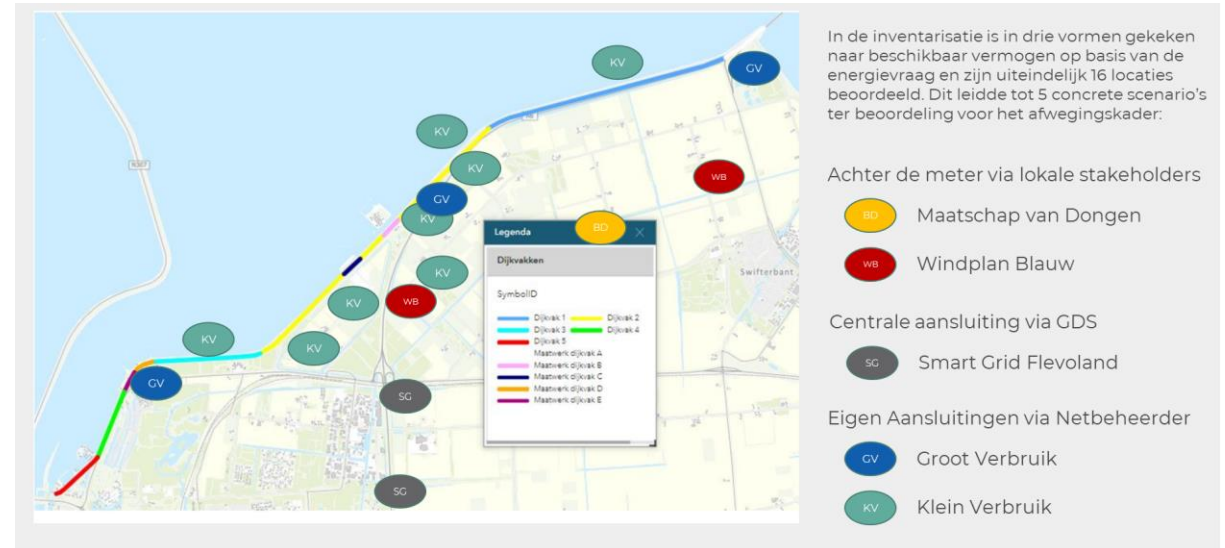 KV
GV
KV
KV
WB
GV
KV
N307
BD
Legenda
Dijkvakken
KV
Swifterbant
SymbolID
KV
WB
Dijkvak 1
Dijkvak 2
Dijkvak 3
Dijkvak 4
Dijkvak 5
Maatwerk dijkvak A
Maatwerk dijkvak B
Maatwerk dijkvak C
Maatwerk dijkvak D
Maatwerk dijkvak E
KV
KV
GV
SG
SG
In de inventarisatie is in drie vormen gekeken
naar beschikbaar vermogen op basis van de
energievraag en zijn uiteindelijk 16 locaties
beoordeeld. Dit leidde tot 5 concrete scenario's
ter beoordeling voor het afwegingskader:
Achter de meter via lokale stakeholders
BD Maatschap van Dongen
WB Windplan Blauw
Centrale aansluiting via GDS
SG Smart Grid Flevoland
Eigen Aansluitingen via Netbeheerder
GV Groot Verbruik
KV Klein Verbruik